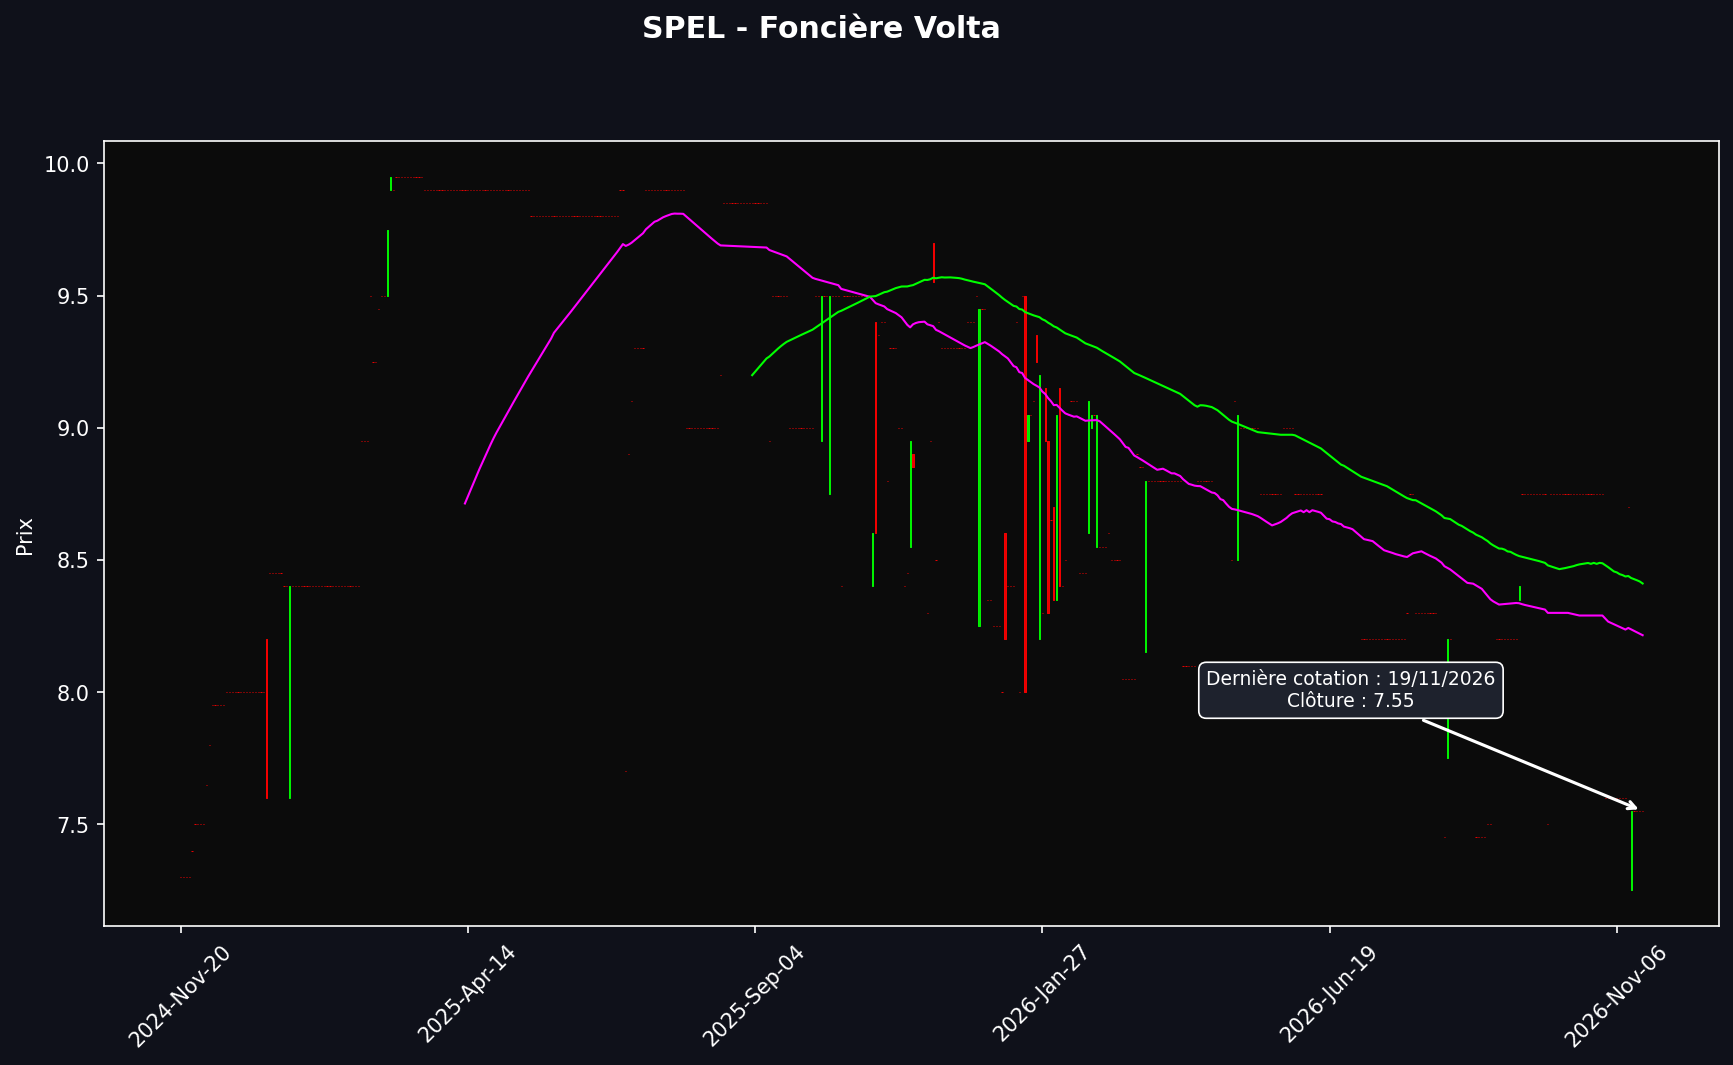 SPEL - Foncière Volta
Prix
10.0
9.5
9.0
8.5
8.0
7.5
Dernière cotation : 19/11/2026
Clôture : 7.55
2024-Nov-20
2025-Apr-14
2025-Sep-04
2026-Jan-27
2026-Jun-19
2026-Nov-06